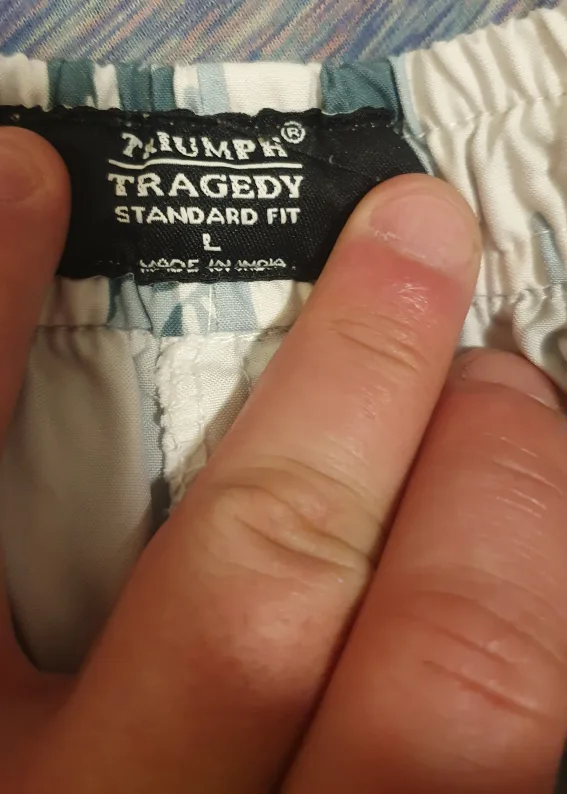 TRIUMPH®
TRAGEDY
STANDARD FIT
L
MADE IN INDIA